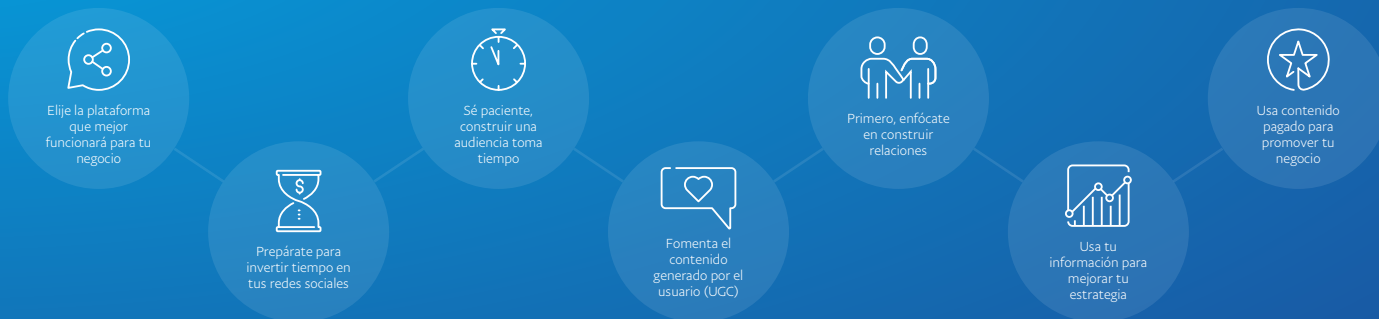 Elije la plataforma
que mejor
funcionará para tu
negocio
$
Prepárate para
invertir tiempo en
tus redes sociales
Sé paciente,
construir una
audiencia toma
tiempo
Fomenta el
contenido
generado por el
usuario (UGC)
Primero, enfócate
en construir
relaciones
Usa tu
información para
mejorar tu
estrategia
Usa contenido
pagado para
promover tu
negocio